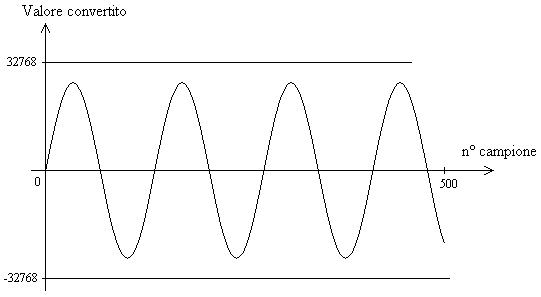 Valore convertito
32768
n° campione
0
500
-32768